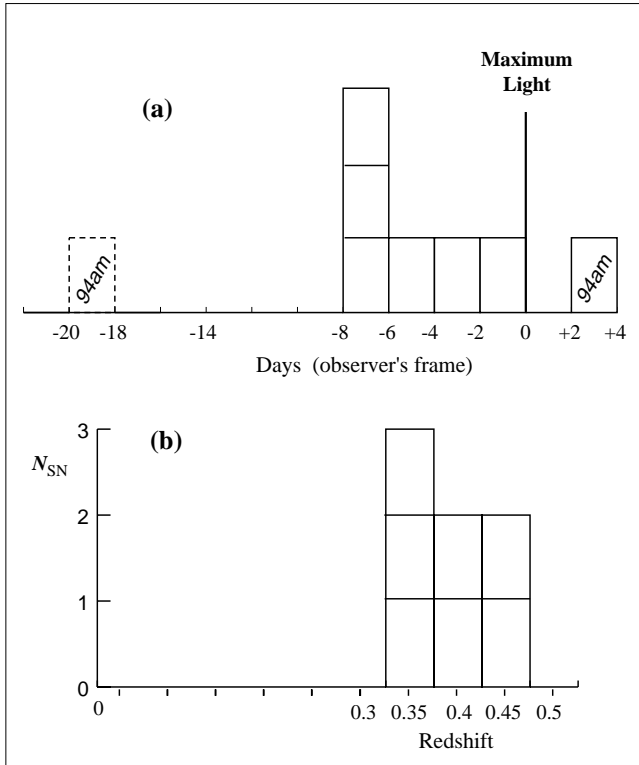 Maximum
Light
(a)
94am 94am
-20 -18 -14 -8 -6 -4 -2 0 +2 +4
Days (observer's frame)
(b)
3
N_SN
2
1
0
0 0.3 0.35 0.4 0.45 0.5
Redshift